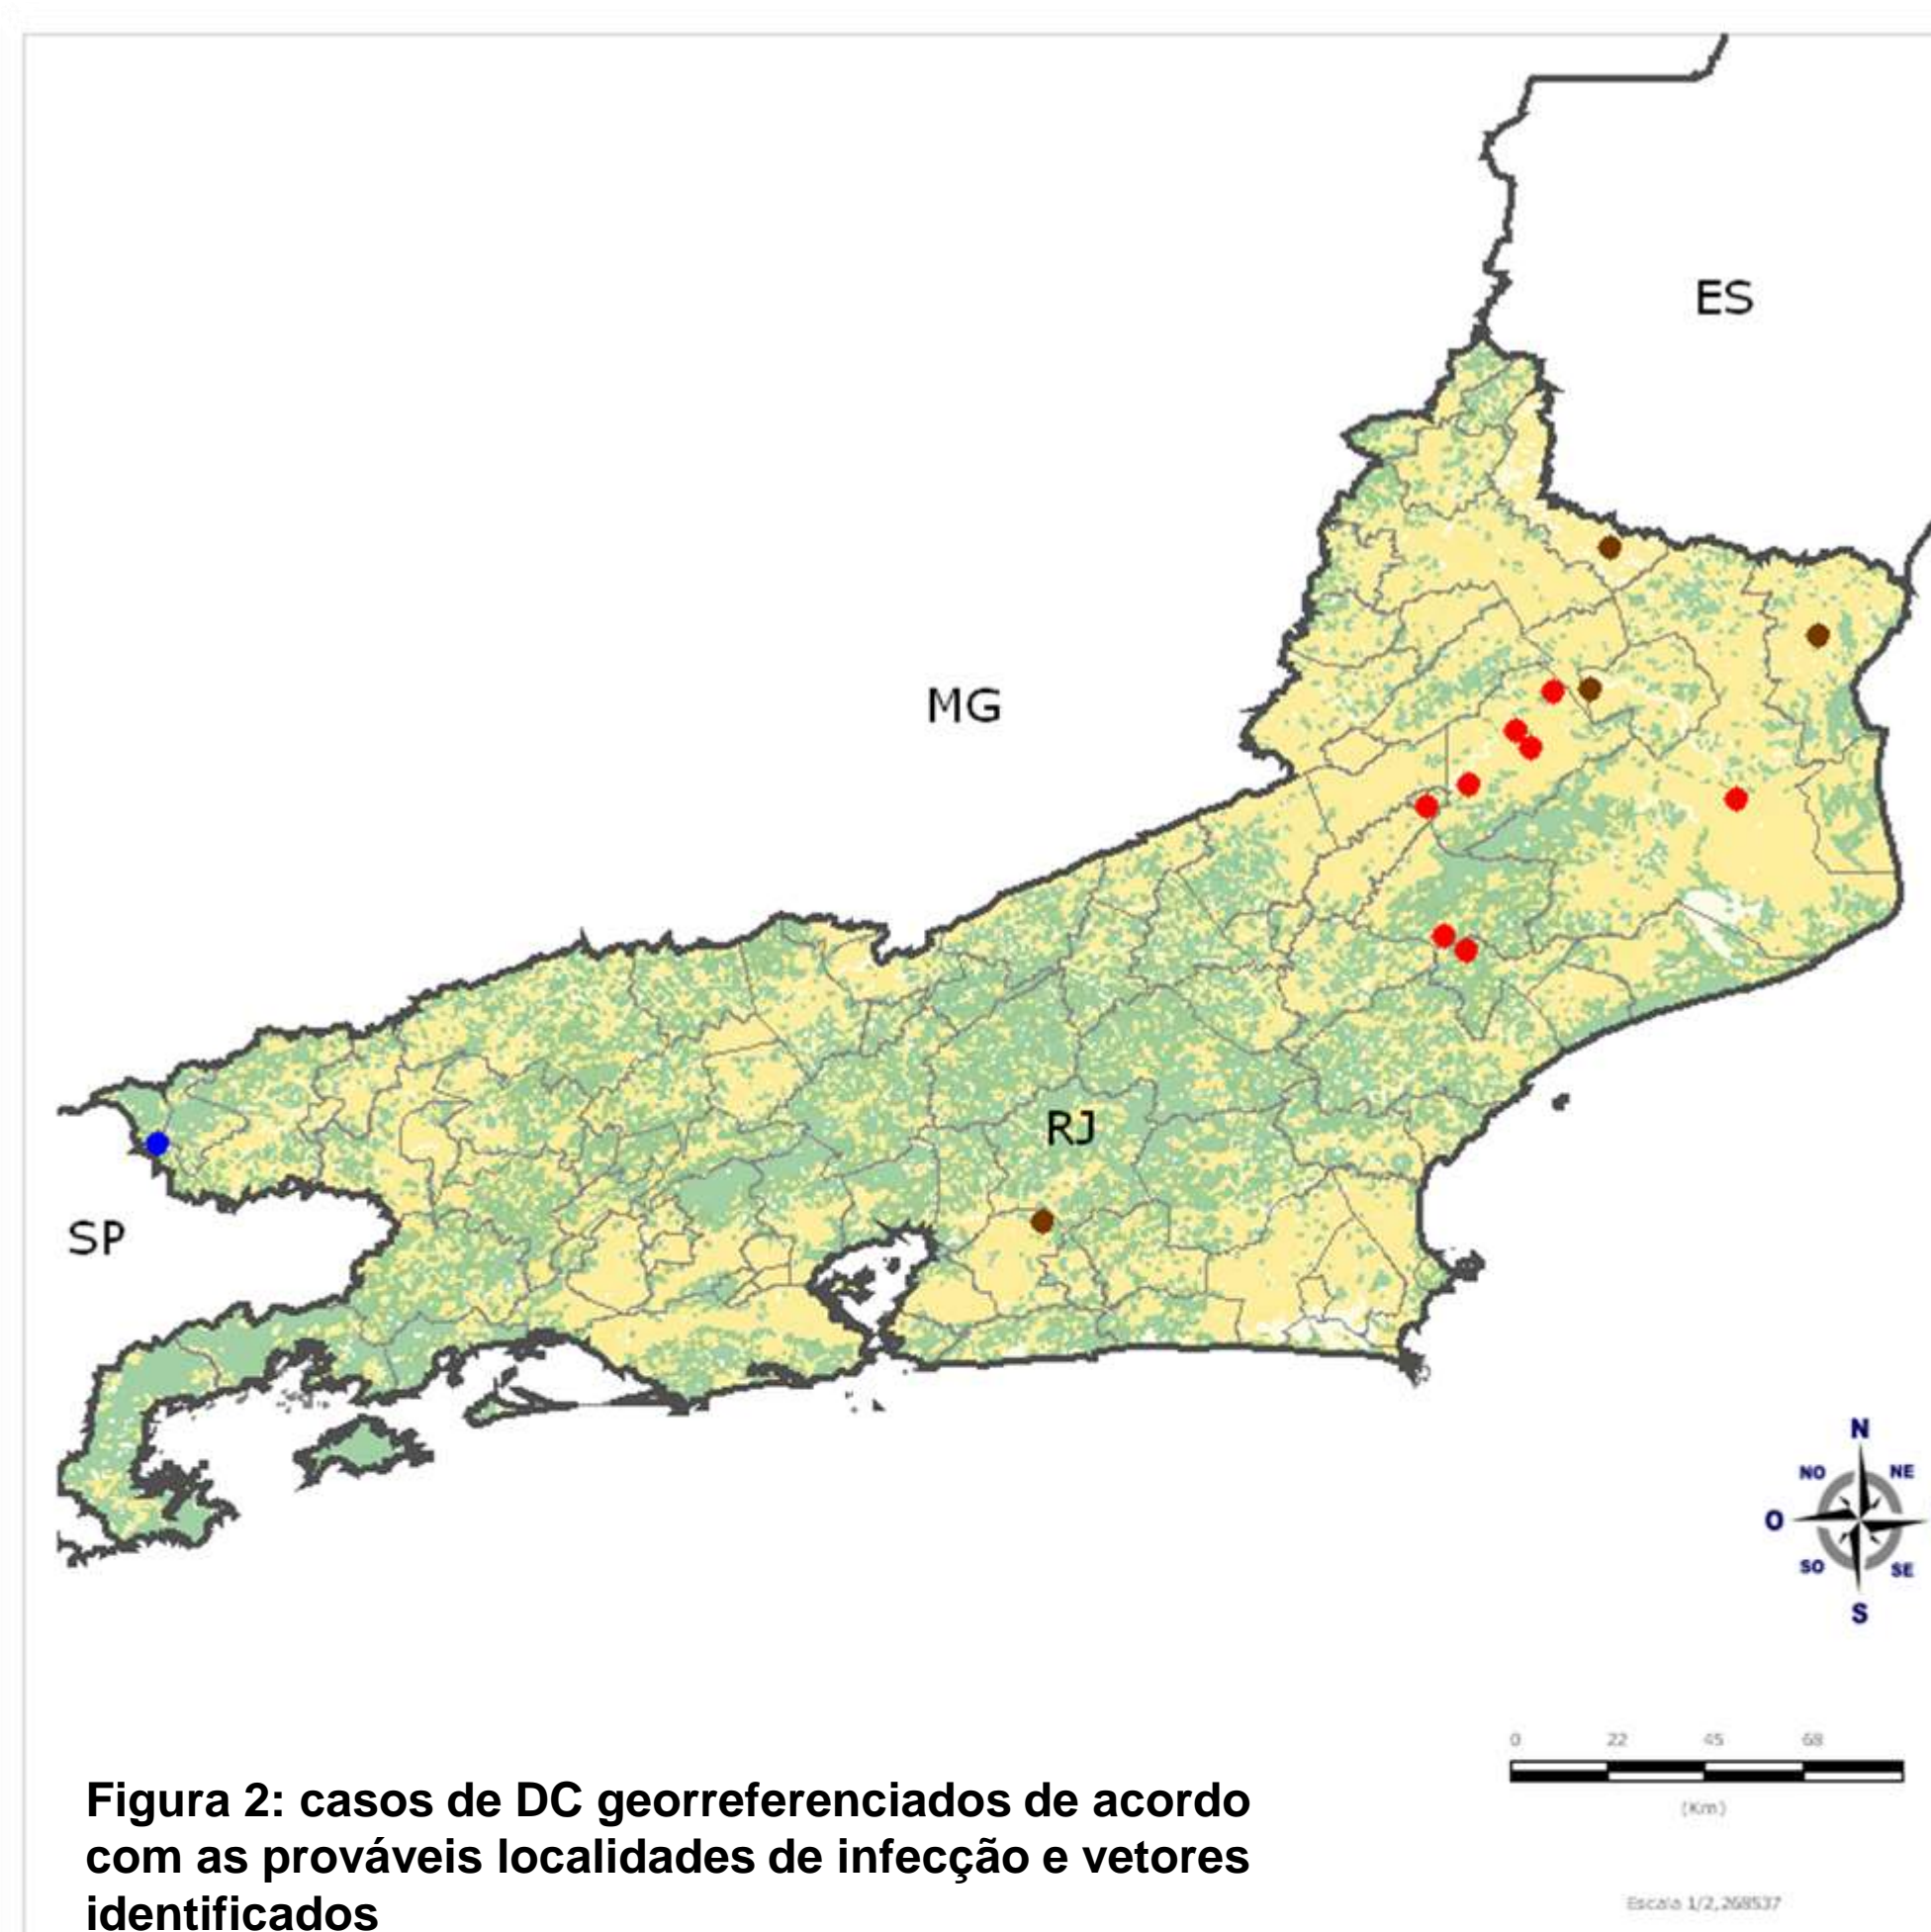 ES
MG
RJ
SP
N
NO NE
O
SO SE
S
0 22 45 68
(Km)
Figura 2: casos de DC georreferenciados de acordo
com as prováveis localidades de infecção e vetores
identificados
Escala 1/2,268537